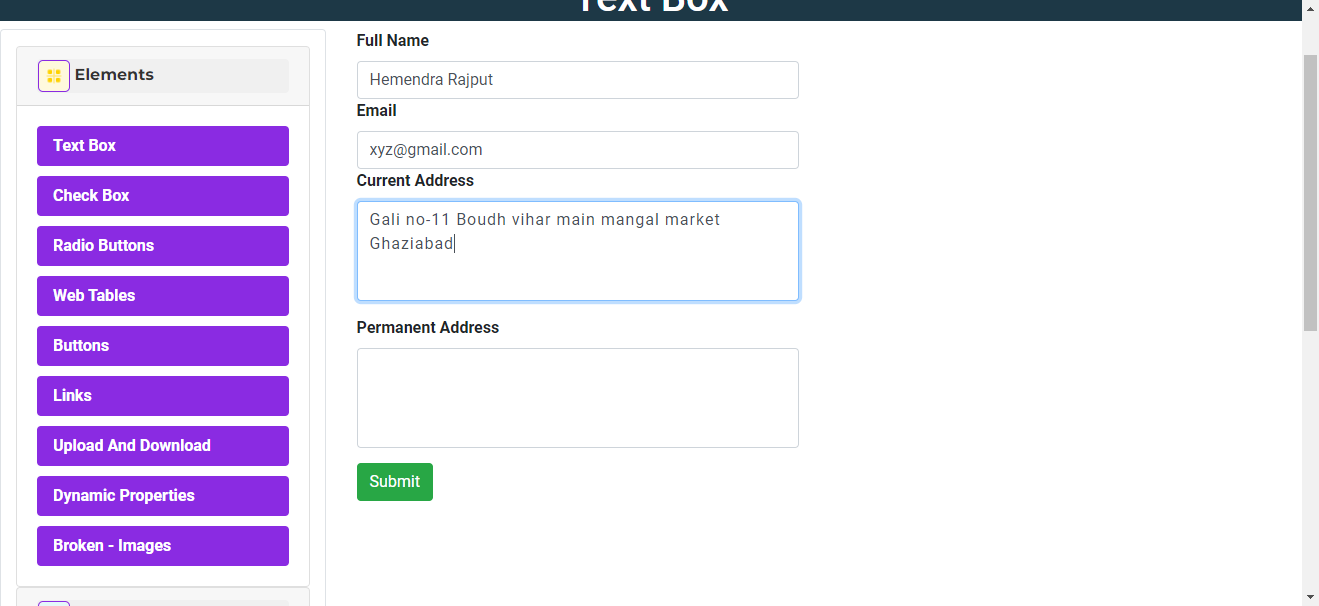 Text Box
Elements
Text Box
Check Box
Radio Buttons
Web Tables
Buttons
Links
Upload And Download
Dynamic Properties
Broken - Images
Full Name
Hemendra Rajput
Email
xyz@gmail.com
Current Address
Gali no-11 Boudh vihar main mangal market
Ghaziabad
Permanent Address
Submit